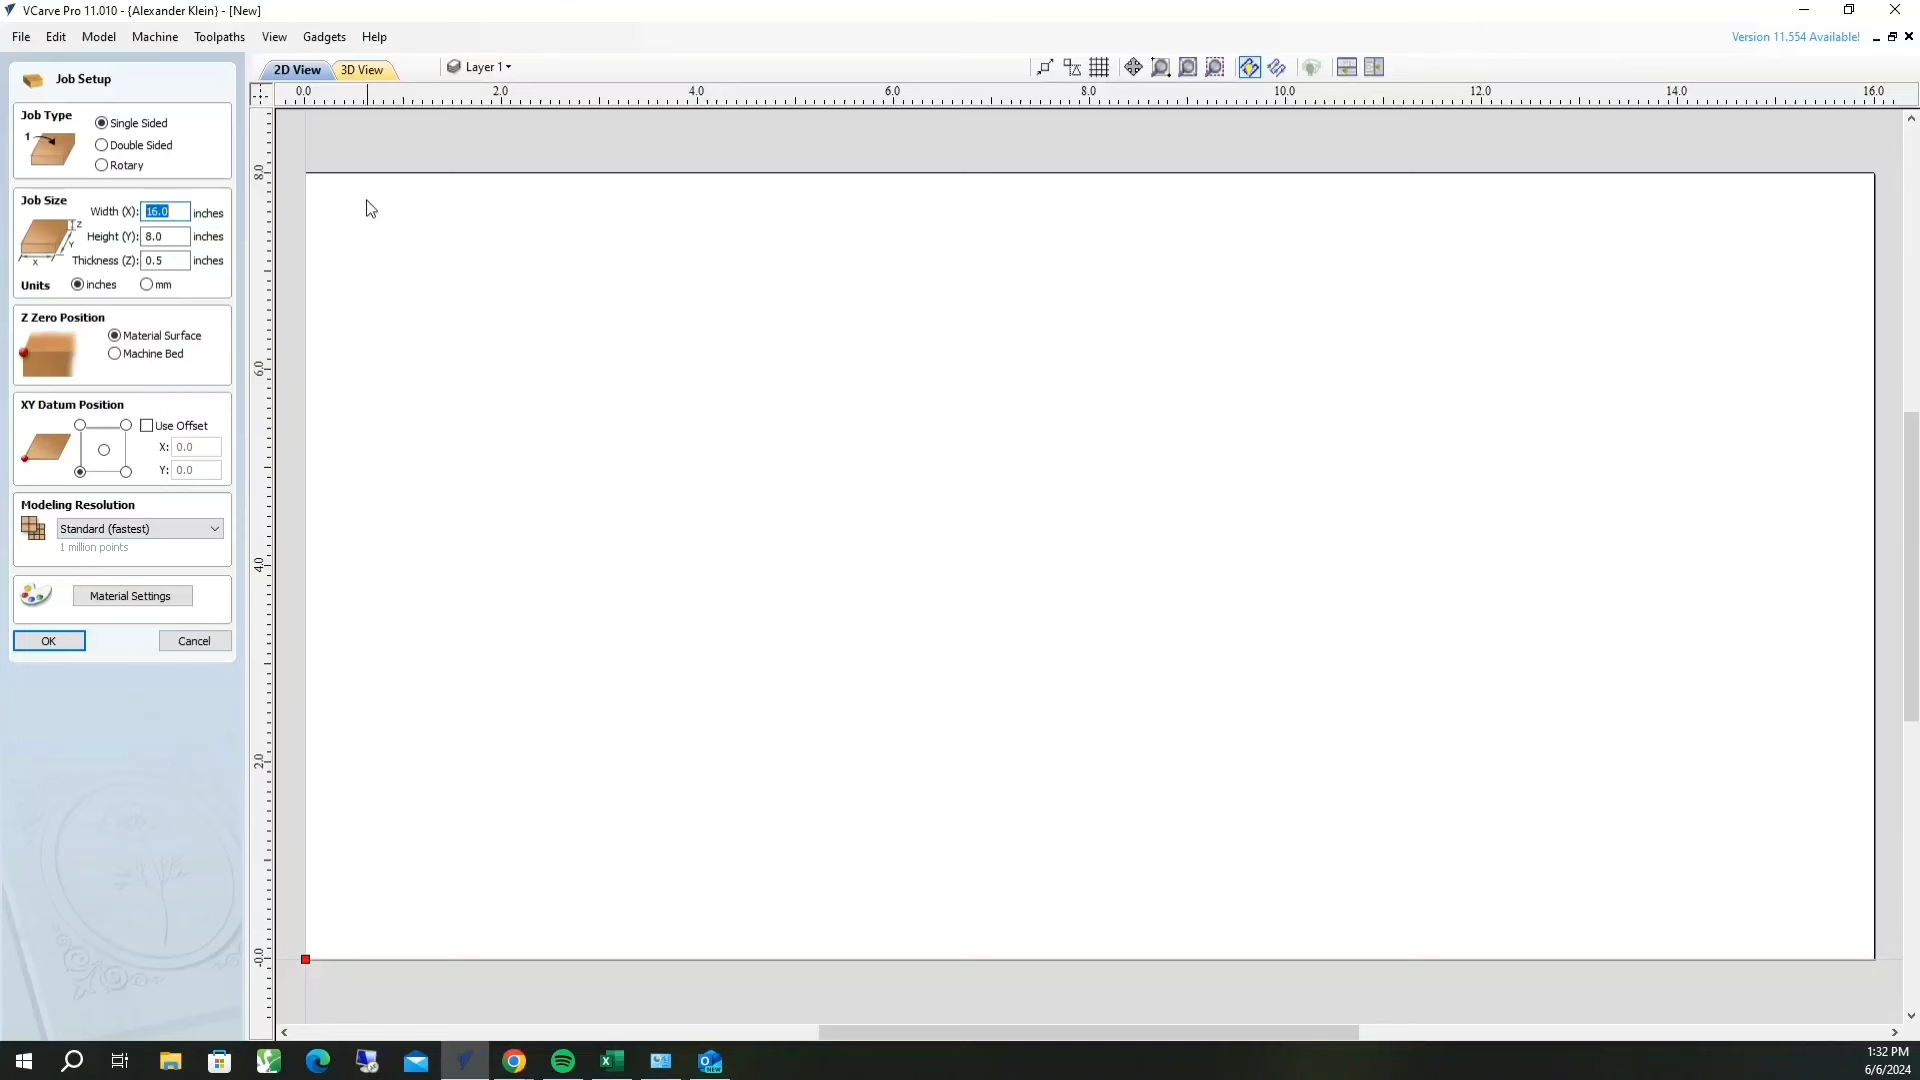 VCarve Pro 11.010 - {Alexander Klein} - [New]
File Edit Model Machine Toolpaths View Gadgets Help
Version 11.554 Available!
Job Setup
2D View 3D View Layer 1
0.0 2.0 4.0 6.0 8.0 10.0 12.0 14.0 16.0
8.0
6.0
4.0
2.0
-0.0
Job Type
1
Single Sided
Double Sided
Rotary
Job Size
Width (X): 16.0 inches
Height (Y): 8.0 inches
Thickness (Z): 0.5 inches
Z
Y
X
Units inches mm
Z Zero Position
Material Surface
Machine Bed
XY Datum Position
Use Offset
X: 0.0
Y: 0.0
Modeling Resolution
Standard (fastest)
1 million points
Material Settings
OK Cancel
NEW
1:32 PM
6/6/2024